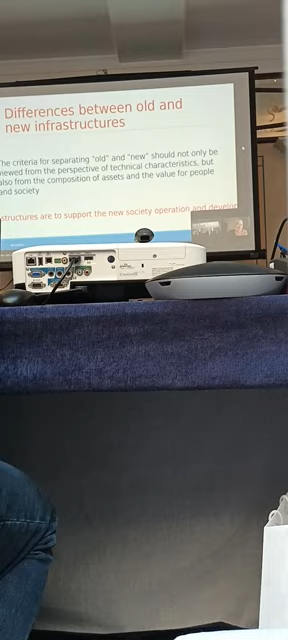 Differences between old and
new infrastructures
The criteria for separating "old" and "new" should not only be
viewed from the perspective of technical characteristics, but
also from the composition of assets and the value for people
and society
structures are to support the new society operation and develop